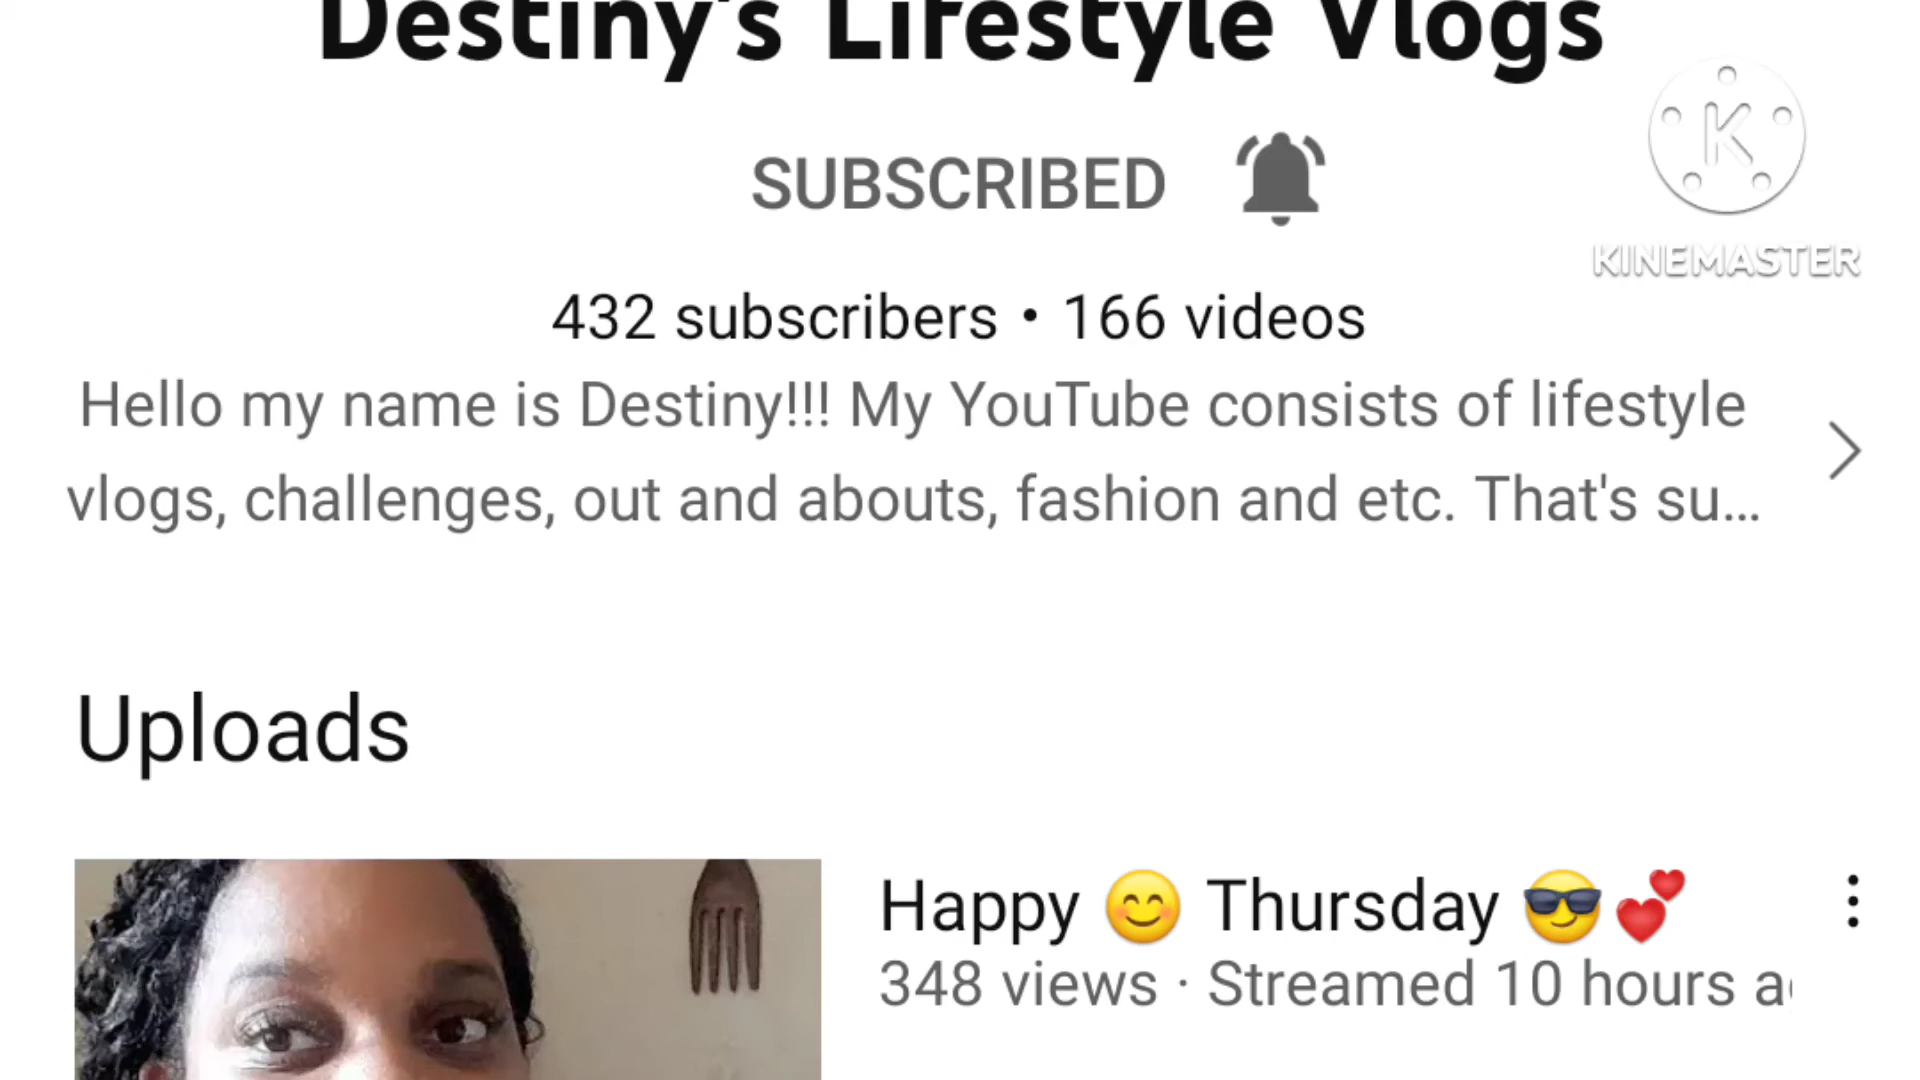 Destiny's Lifestyle Vlogs
SUBSCRIBED
K
KINEMASTER
432 subscribers • 166 videos
Hello my name is Destiny!!! My YouTube consists of lifestyle
vlogs, challenges, out and abouts, fashion and etc. That's su...
Uploads
Happy 😊 Thursday 😎💕
348 views · Streamed 10 hours a